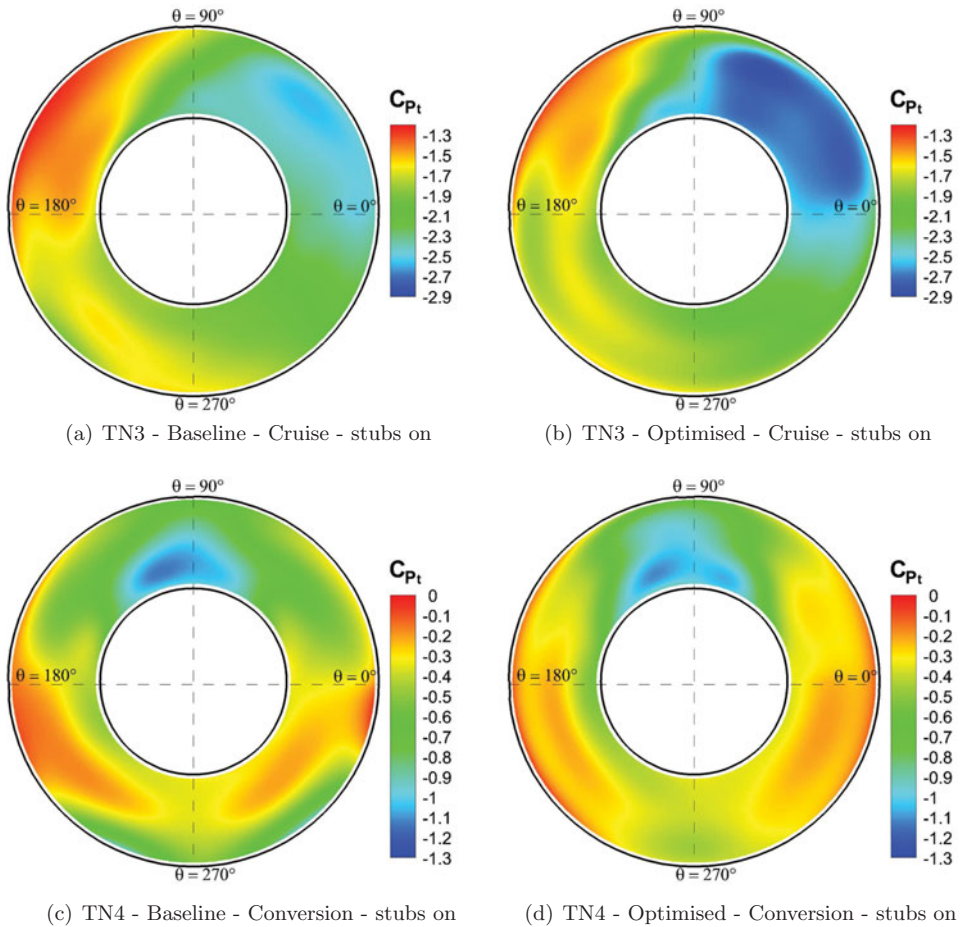 θ = 90°
θ = 180°
θ = 0°
θ = 270°
CPt
-1.3
-1.5
-1.7
-1.9
-2.1
-2.3
-2.5
-2.7
-2.9
(a) TN3 - Baseline - Cruise - stubs on
θ = 90°
θ = 180°
θ = 0°
θ = 270°
CPt
-1.3
-1.5
-1.7
-1.9
-2.1
-2.3
-2.5
-2.7
-2.9
(b) TN3 - Optimised - Cruise - stubs on
θ = 90°
θ = 180°
θ = 0°
θ = 270°
CPt
0
-0.1
-0.2
-0.3
-0.4
-0.5
-0.6
-0.7
-0.8
-0.9
-1
-1.1
-1.2
-1.3
(c) TN4 - Baseline - Conversion - stubs on
θ = 90°
θ = 180°
θ = 0°
θ = 270°
CPt
0
-0.1
-0.2
-0.3
-0.4
-0.5
-0.6
-0.7
-0.8
-0.9
-1
-1.1
-1.2
-1.3
(d) TN4 - Optimised - Conversion - stubs on